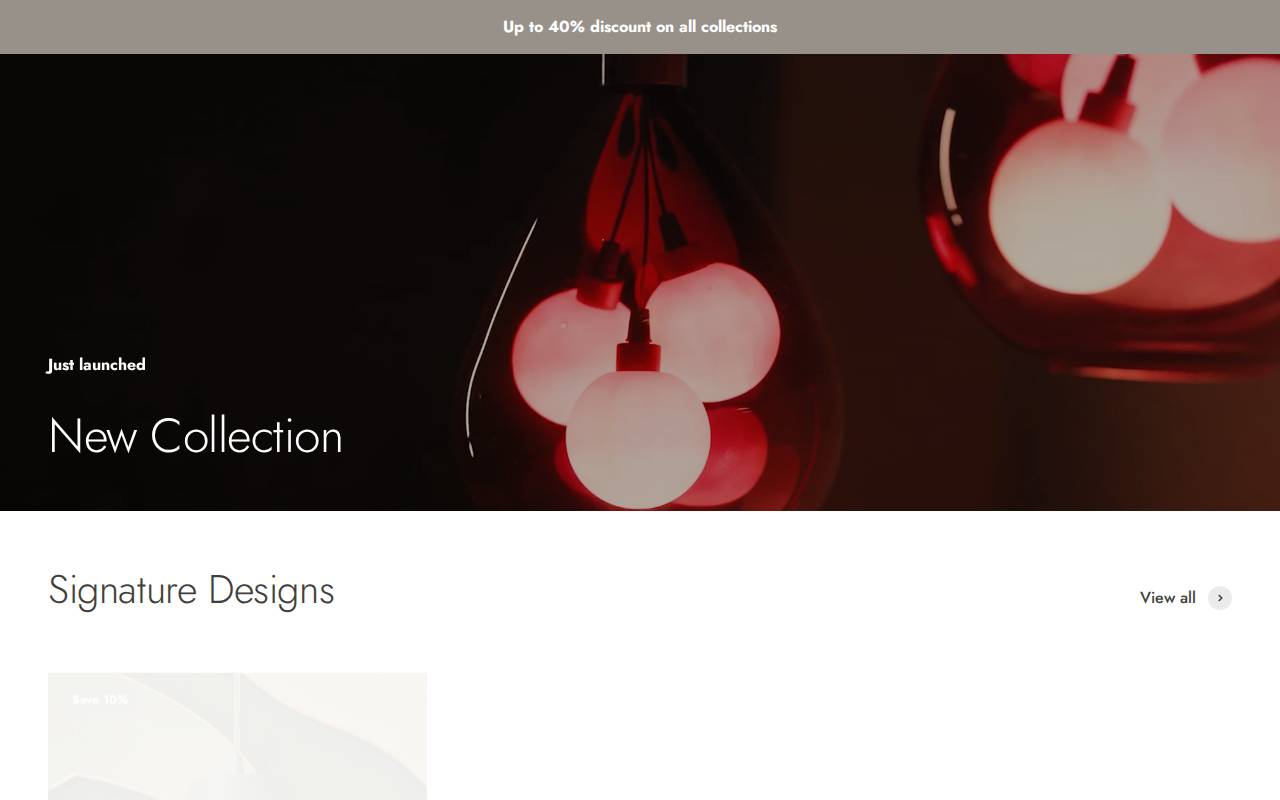 Up to 40% discount on all collections
Just launched
New Collection
Signature Designs
View all
Save 10%